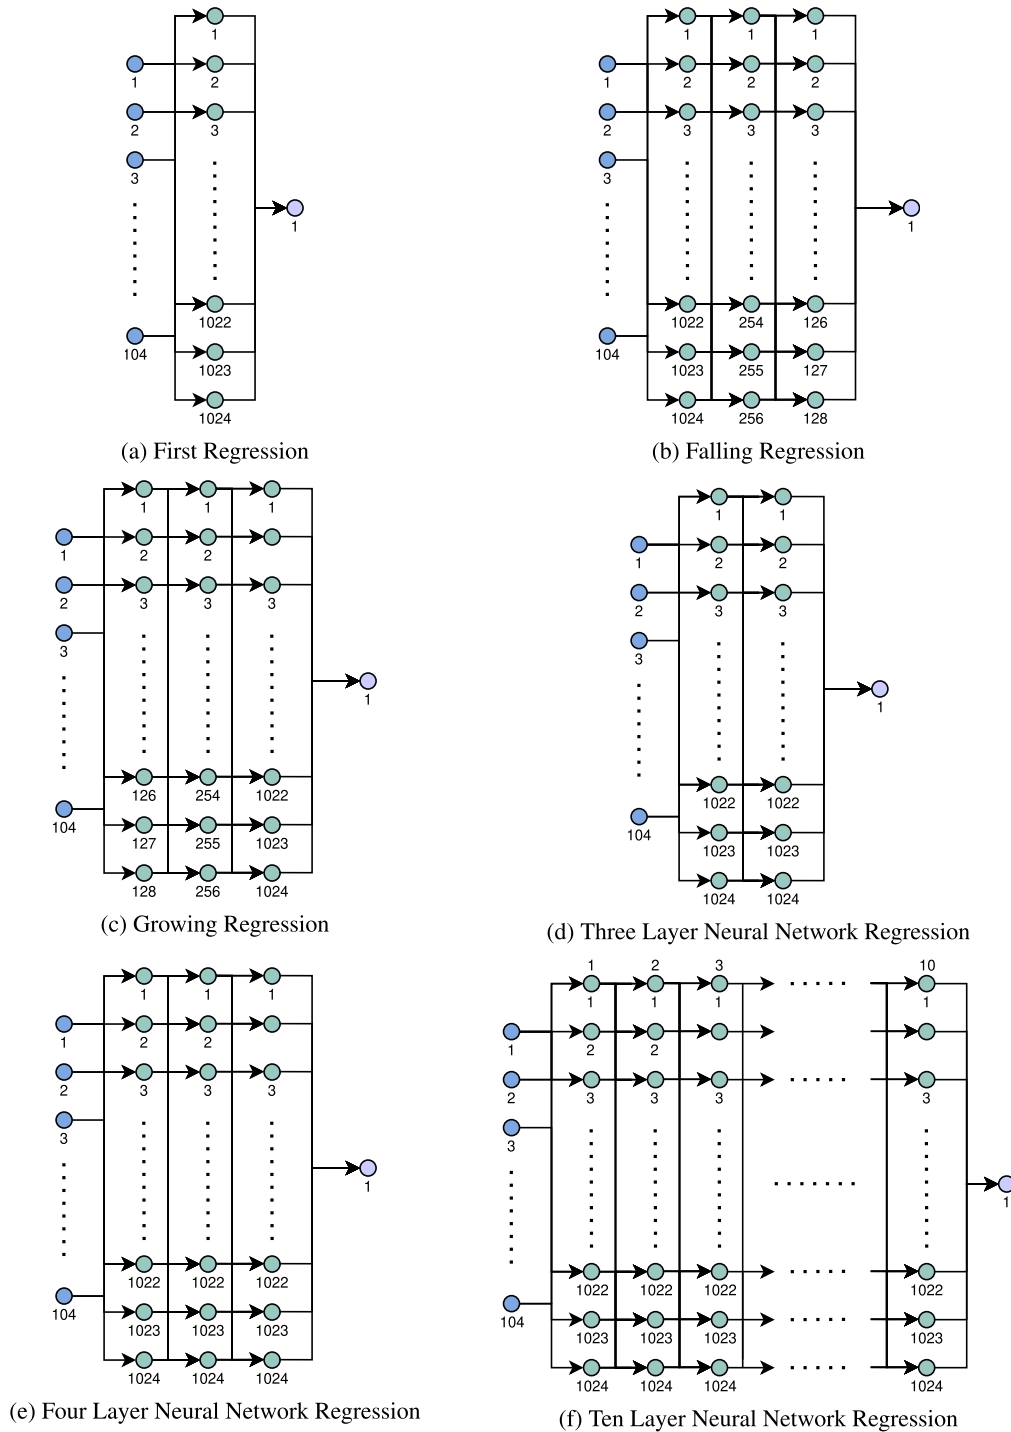 1
1 2
2 3
3
1
1022
104
1023
1024
(a) First Regression
1 1 1
1 2 2 2
2 3 3 3
3
1
1022 254 126
104
1023 255 127
1024 256 128
(b) Falling Regression
1 1 1
1 2 2
2 3 3 3
3
1
126 254 1022
104
127 255 1023
128 256 1024
(c) Growing Regression
1 1
1 2 2
2 3 3
3
1
1022 1022
104
1023 1023
1024 1024
(d) Three Layer Neural Network Regression
1 1 1
1 2 2
2 3 3 3
3
1
1022 1022 1022
104
1023 1023 1023
1024 1024 1024
(e) Four Layer Neural Network Regression
1 2 3 10
1 1 1 1
1 2 2
2 3 3 3 3
3
1
1022 1022 1022 1022
104
1023 1023 1023 1023
1024 1024 1024 1024
(f) Ten Layer Neural Network Regression